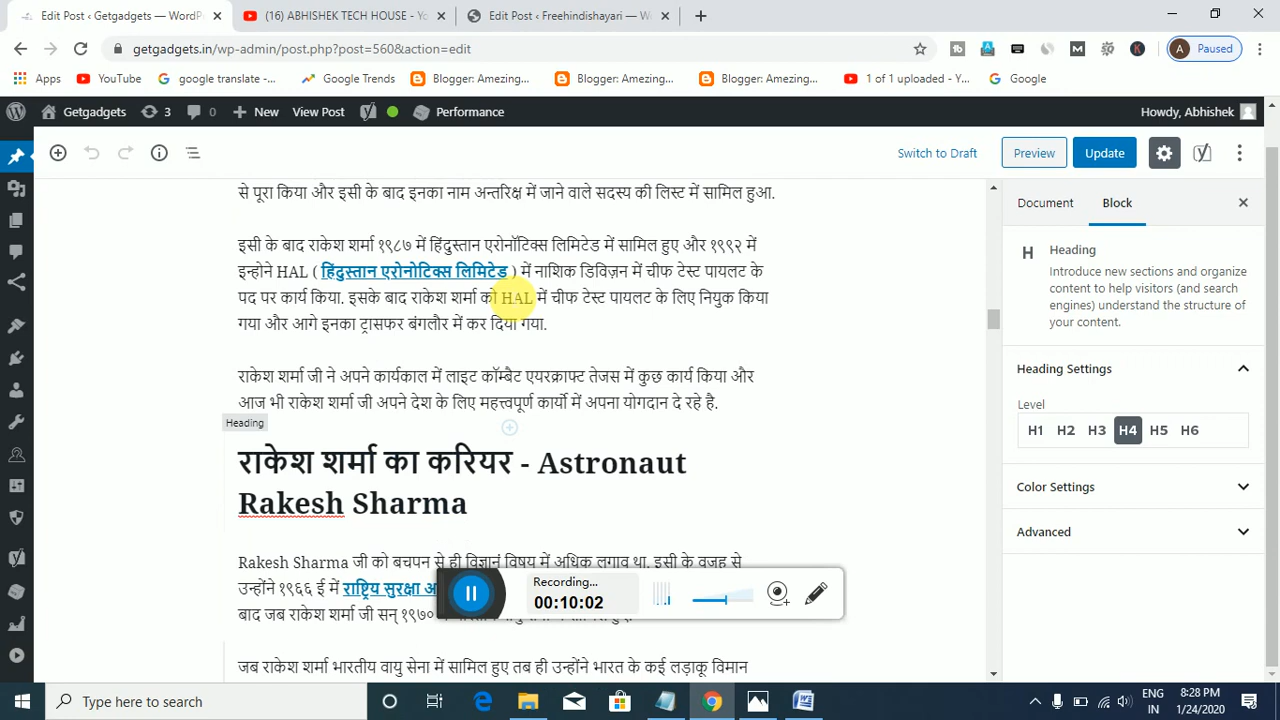 Edit Post ‹ Getgadgets — WordP
(16) ABHISHEK TECH HOUSE - Yo
Edit Post ‹ Freehindishayari — W
getgadgets.in/wp-admin/post.php?post=560&action=edit
A Paused
Apps
YouTube
google translate -...
Google Trends
Blogger: Amezing...
Blogger: Amezing...
Blogger: Amezing...
1 of 1 uploaded - Y...
Google
Getgadgets
3
0
New
View Post
Performance
Howdy, Abhishek
Switch to Draft
Preview
Update
से पूरा किया और इसी के बाद इनका नाम अन्तरिक्ष में जाने वाले सदस्य की लिस्ट में सामिल हुआ.
इसी के बाद राकेश शर्मा १९८७ में हिंदुस्तान एरोनॉटिक्स लिमिटेड में सामिल हुए और १९९२ में
इन्होने HAL ( हिंदुस्तान एरोनोटिक्स लिमिटेड ) में नाशिक डिविज़न में चीफ टेस्ट पायलट के
पद पर कार्य किया. इसके बाद राकेश शर्मा को HAL में चीफ टेस्ट पायलट के लिए नियुक किया
गया और आगे इनका ट्रासफर बंगलौर में कर दिया गया.
राकेश शर्मा जी ने अपने कार्यकाल में लाइट कॉम्बैट एयरक्राफ्ट तेजस में कुछ कार्य किया और
आज भी राकेश शर्मा जी अपने देश के लिए महत्त्वपूर्ण कार्यो में अपना योगदान दे रहे है.
Heading
राकेश शर्मा का करियर - Astronaut
Rakesh Sharma
Rakesh Sharma जी को बचपन से ही विज्ञानं विषय में अधिक लगाव था. इसी के वजह से
उन्होंने १९६६ ई में राष्ट्रिय सुरक्षा अ
बाद जब राकेश शर्मा जी सन् १९७०
जब राकेश शर्मा भारतीय वायु सेना में सामिल हुए तब ही उन्होंने भारत के कई लड़ाकू विमान
Document
Block
Heading
Introduce new sections and organize
content to help visitors (and search
engines) understand the structure of
your content.
Heading Settings
Level
H1 H2 H3 H4 H5 H6
Color Settings
Advanced
Recording...
00:10:02
Type here to search
ENG
IN
8:28 PM
1/24/2020